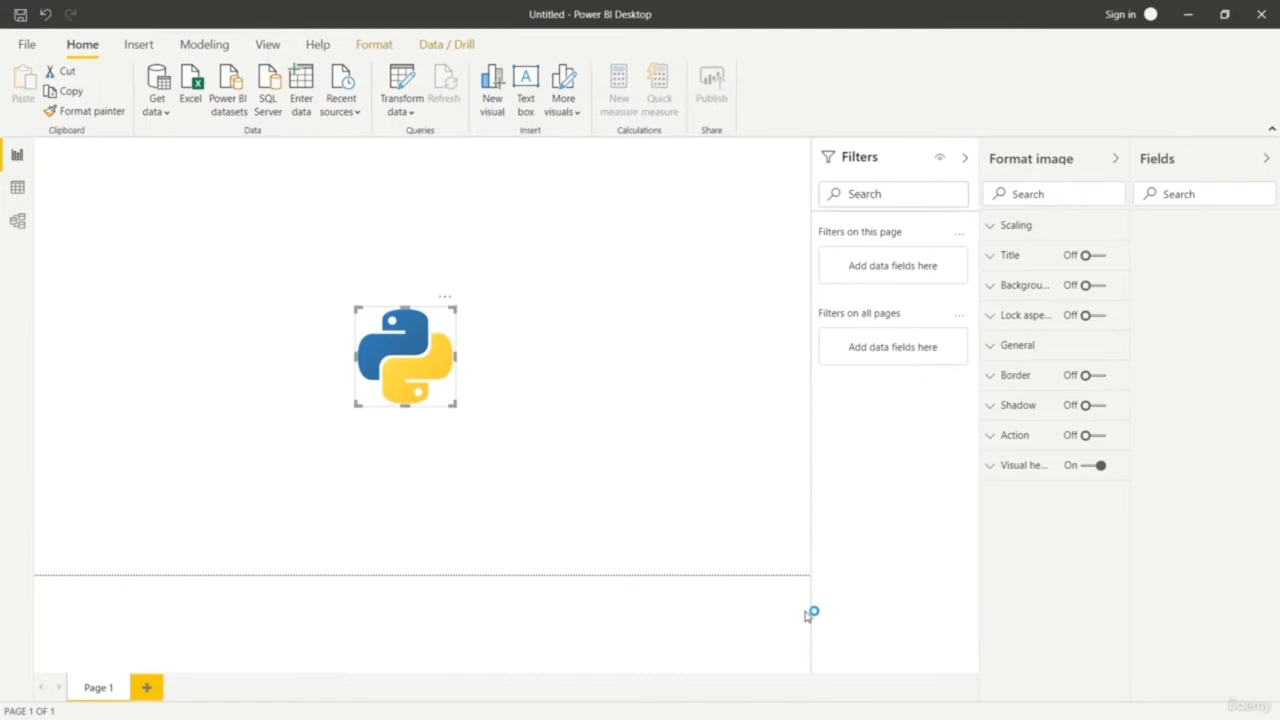 Untitled - Power BI Desktop
Sign in
File Home Insert Modeling View Help Format Data / Drill
Paste
Cut
Copy
Format painter
Clipboard
Get data
Excel
Power BI datasets
SQL Server
Enter data
Recent sources
Data
Transform data
Refresh
Queries
New visual
Text box
More visuals
Insert
New measure
Quick measure
Calculations
Publish
Share
Filters
Search
Filters on this page
...
Add data fields here
Filters on all pages
...
Add data fields here
Format image
Search
Scaling
Title Off
Backgrou... Off
Lock aspe... Off
General
Border Off
Shadow Off
Action Off
Visual he... On
Fields
Search
Page 1
PAGE 1 OF 1
ûdemy